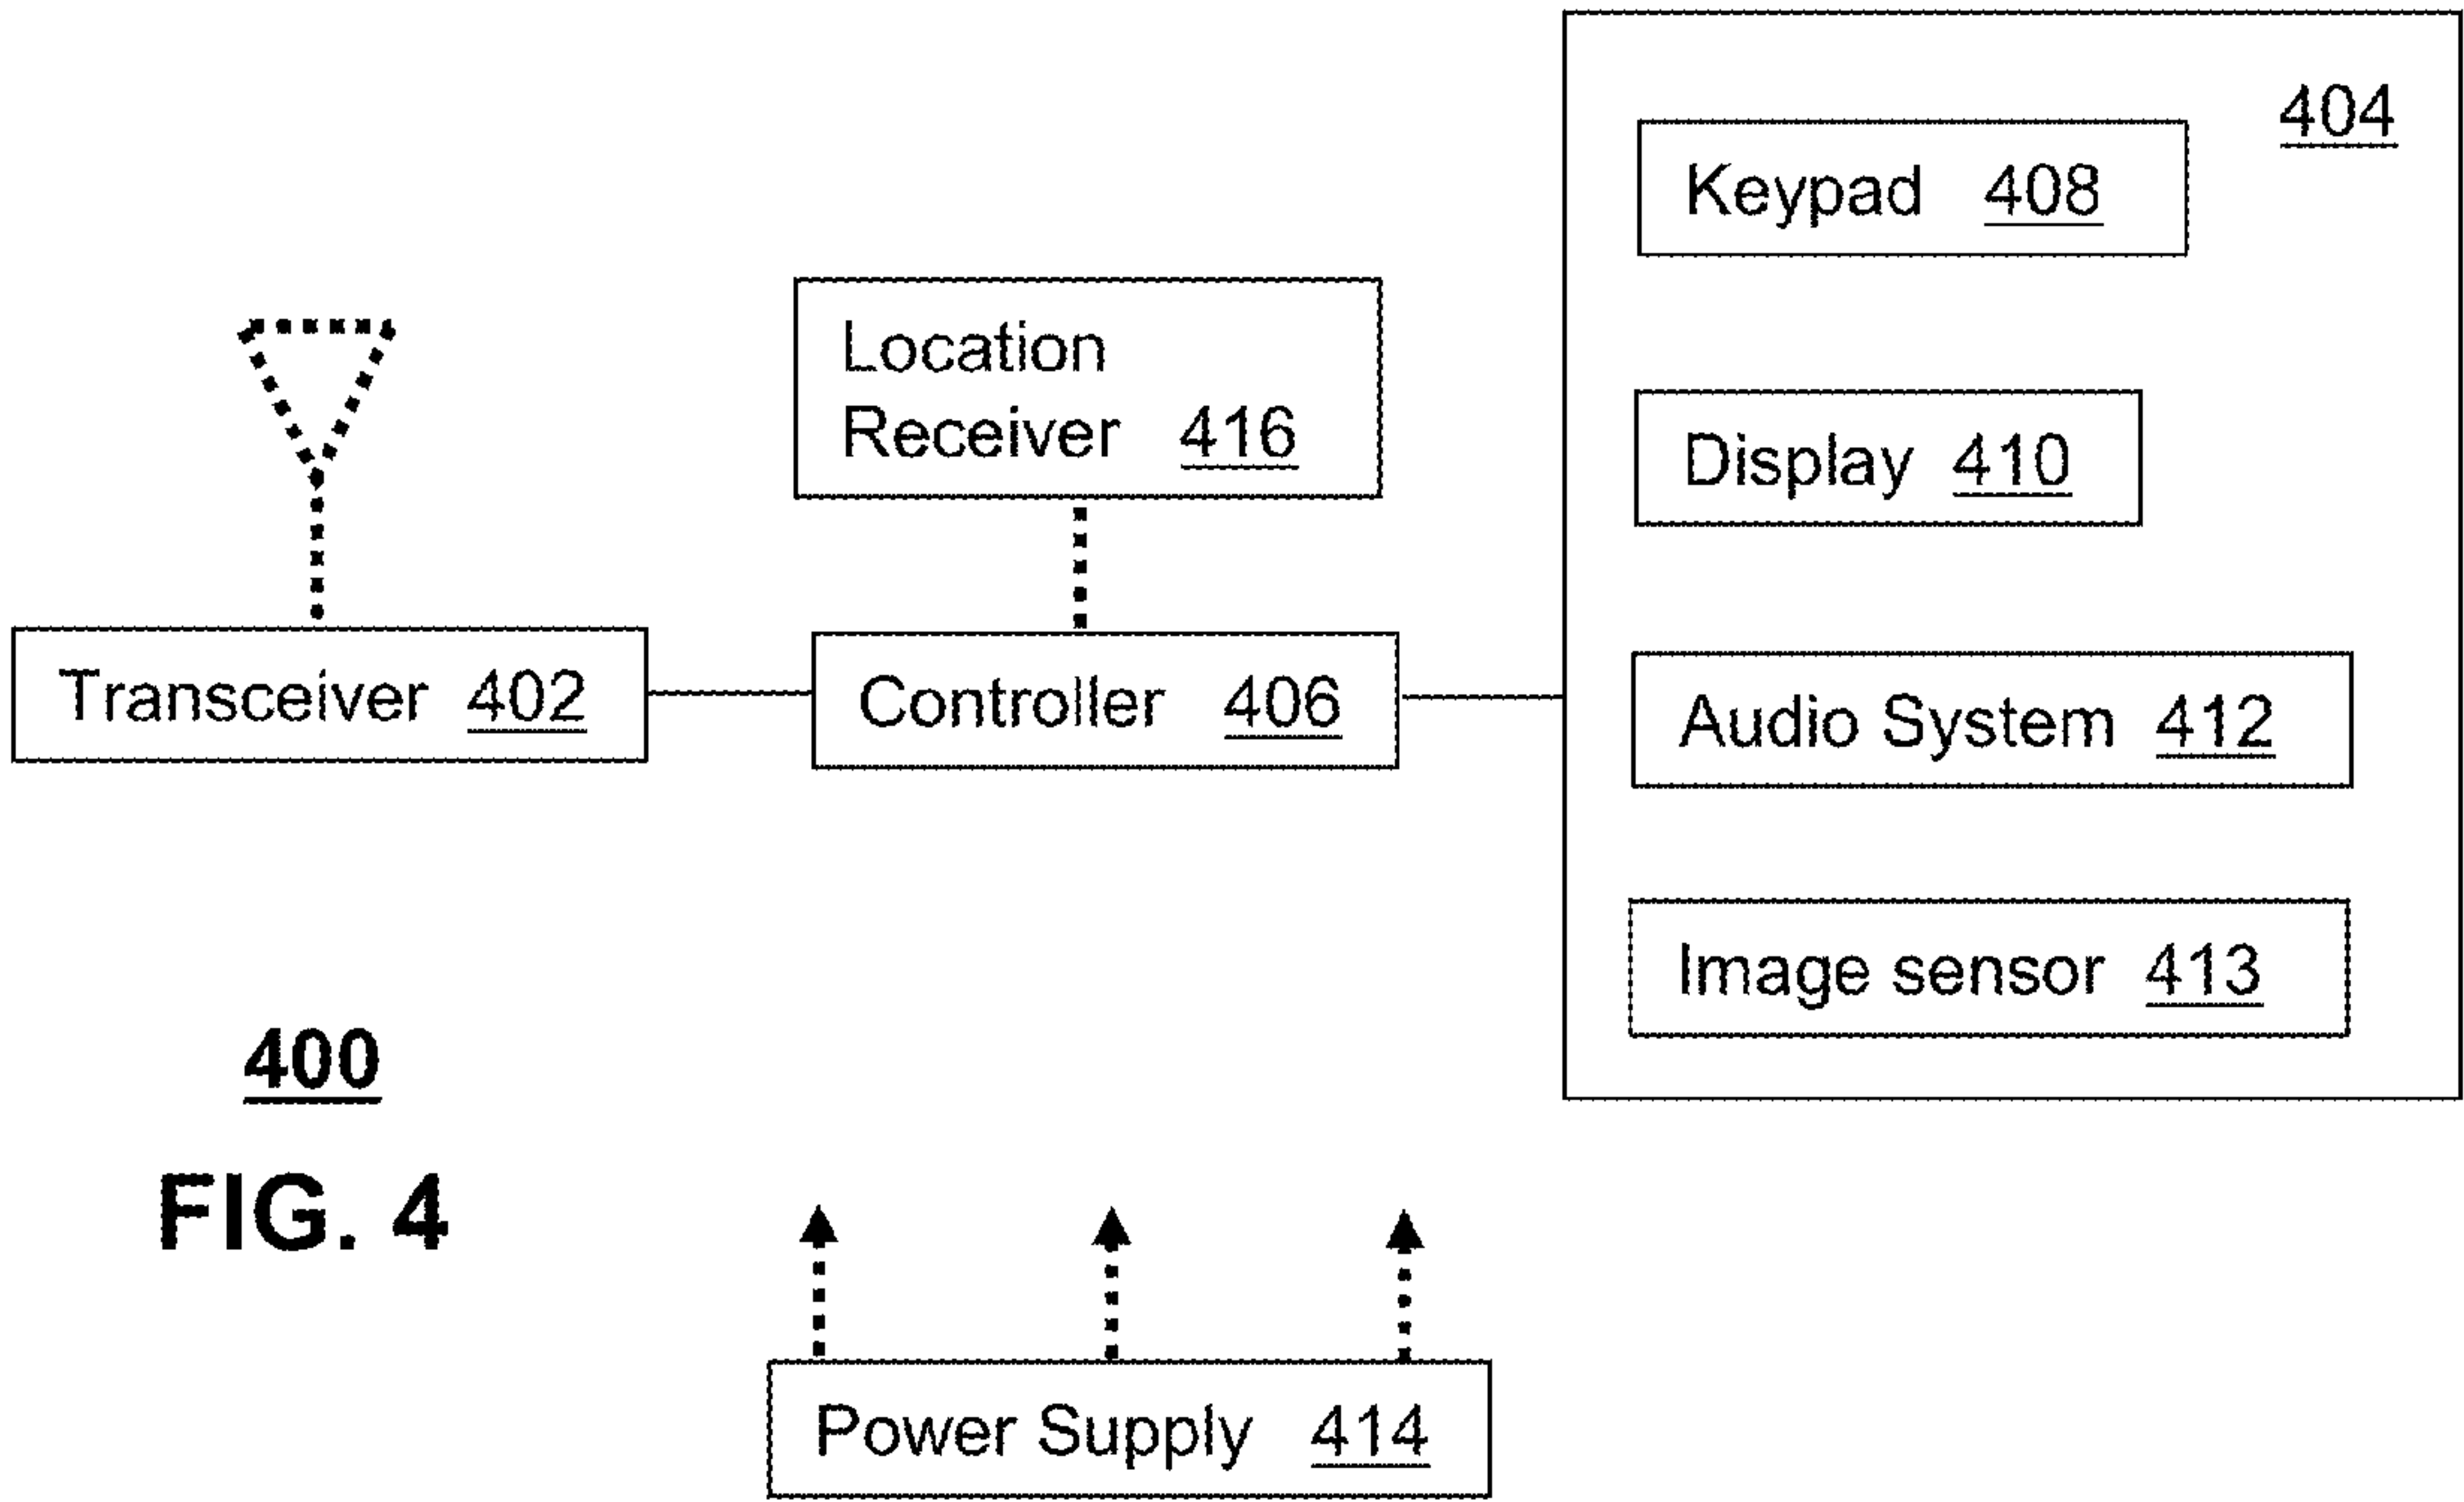 404
Keypad 408
Location
Receiver 416
Display 410
Transceiver 402
Controller 406
Audio System 412
Image sensor 413
400
FIG. 4
Power Supply 414